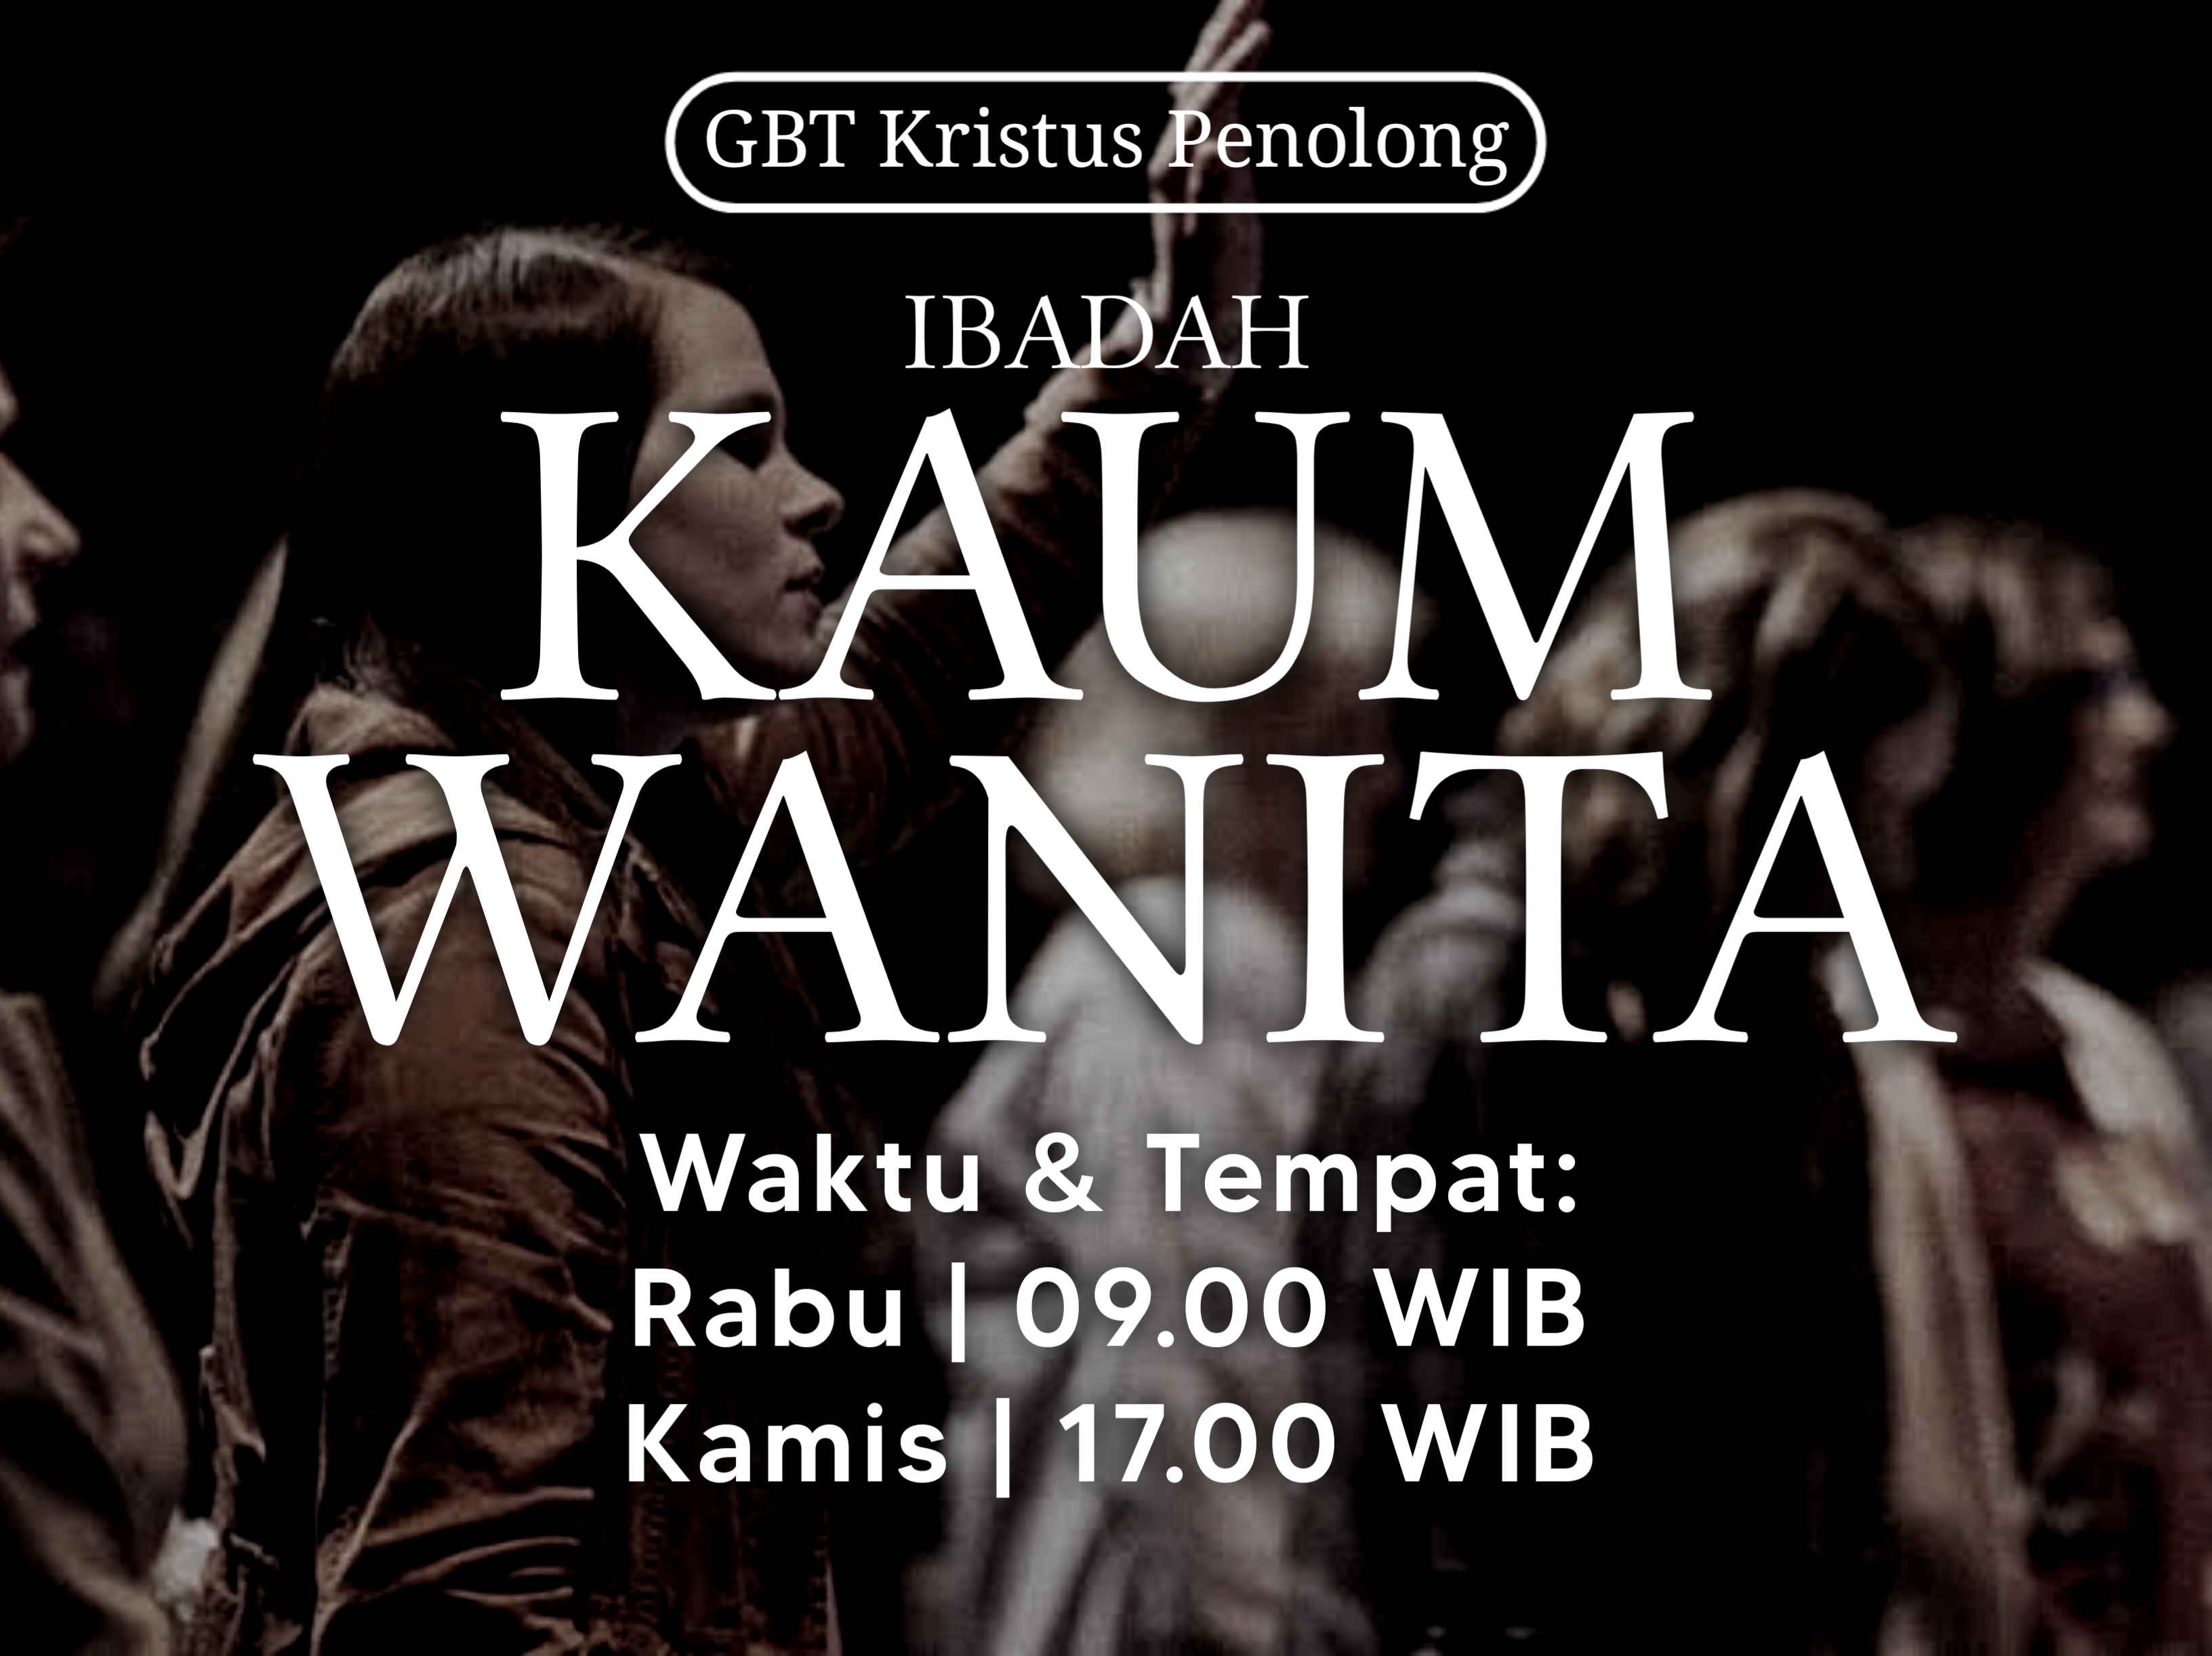 GBT Kristus Penolong
IBADAH
KAUM
WANITA
Waktu & Tempat:
Rabu | 09.00 WIB
Kamis | 17.00 WIB